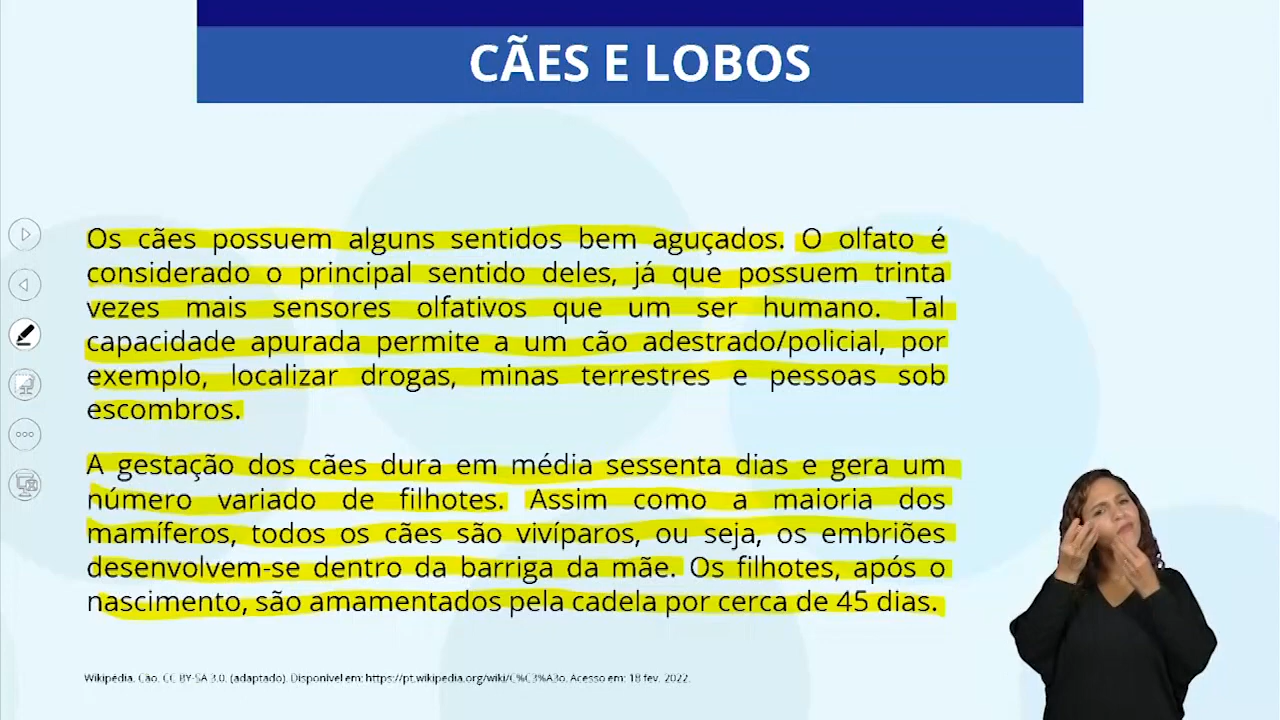 CÃES E LOBOS
Os cães possuem alguns sentidos bem aguçados. O olfato é
considerado o principal sentido deles, já que possuem trinta
vezes mais sensores olfativos que um ser humano. Tal
capacidade apurada permite a um cão adestrado/policial, por
exemplo, localizar drogas, minas terrestres e pessoas sob
escombros.
A gestação dos cães dura em média sessenta dias e gera um
número variado de filhotes. Assim como a maioria dos
mamíferos, todos os cães são vivíparos, ou seja, os embriões
desenvolvem-se dentro da barriga da mãe. Os filhotes, após o
nascimento, são amamentados pela cadela por cerca de 45 dias.
Wikipédia. Cão. CC BY-SA 3.0. (adaptado). Disponível em: https://pt.wikipedia.org/wiki/C%C3%A3o. Acesso em: 18 fev. 2022.